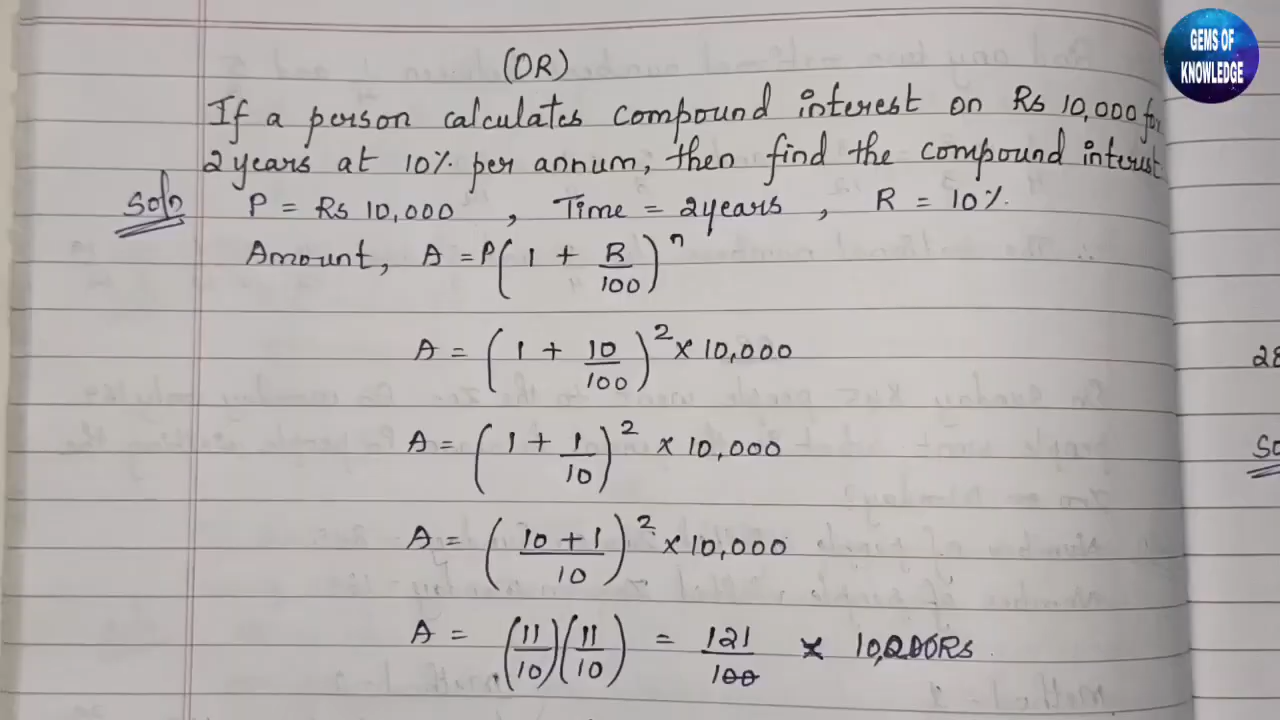 GEMS OF
KNOWLEDGE
(OR)
If a person calculates compound interest on Rs 10,000 for
2 years at 10% per annum, then find the compound interest.
Soln P = Rs 10,000 , Time = 2 years , R = 10%.
Amount, A = P(1 + R/100)^n
A = (1 + 10/100)^2 × 10,000
28
A = (1 + 1/10)^2 × 10,000
So
A = (10 + 1/10)^2 × 10,000
A = (11/10)(11/10) = 121/100 × 10,000 Rs